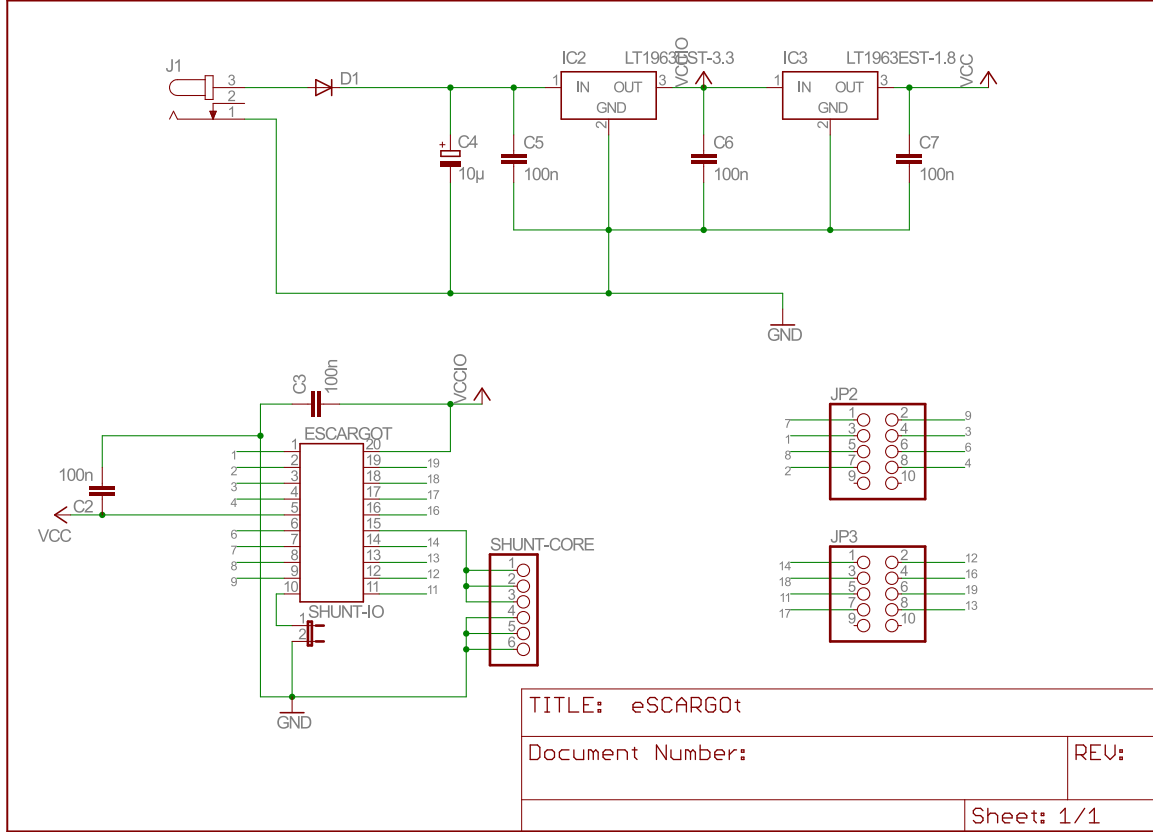 J1
3
2
1
D1
C4
+
10µ
C5
100n
IC2
LT1963EST-3.3
1
IN
OUT
3
GND
2
VCCIO
C6
100n
IC3
LT1963EST-1.8
1
IN
OUT
3
GND
2
VCC
C7
100n
GND
C3
100n
VCCIO
ESCARGOT
100n
C2
VCC
1 1 20
2 2 19 19
3 3 18 18
4 4 17 17
5 16 16
6 6 15
7 7 14 14
8 8 13 13
9 9 12 12
10 11 11
SHUNT-IO
1
2
GND
SHUNT-CORE
1
2
3
4
5
6
JP2
7 1 2 9
1 3 4 3
8 5 6 6
2 7 8 4
9 10
JP3
14 1 2 12
18 3 4 16
11 5 6 19
17 7 8 13
9 10
TITLE: eSCARGOt
Document Number:
REV:
Sheet: 1/1